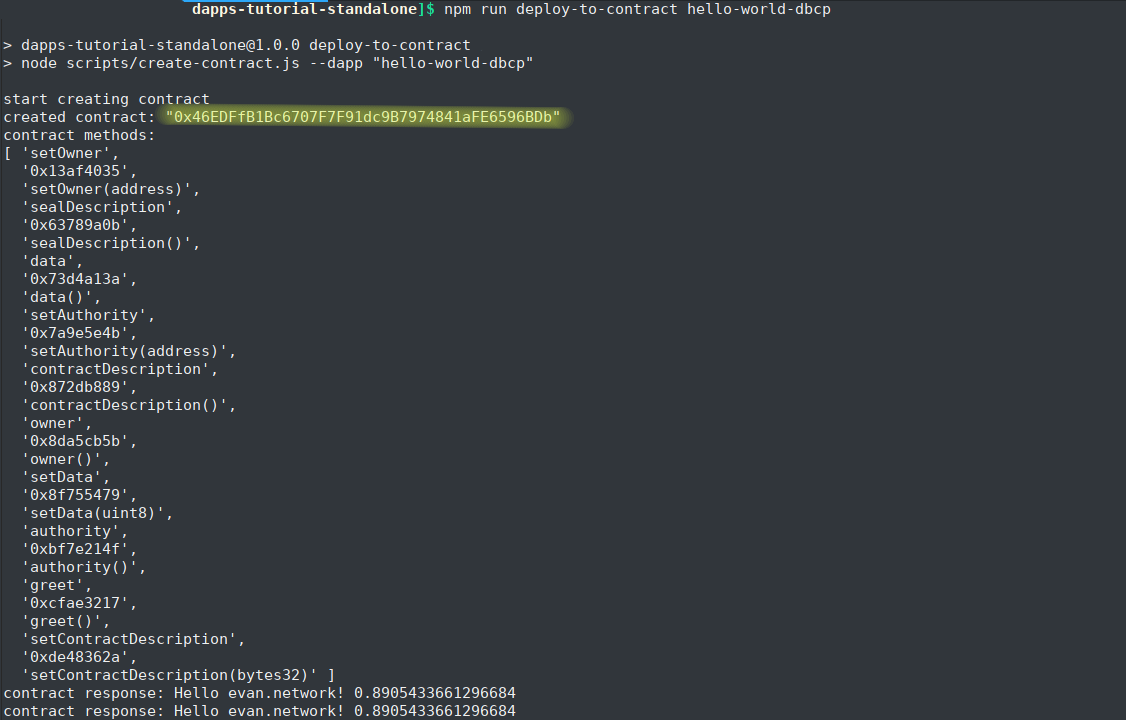 dapps-tutorial-standalone]$ npm run deploy-to-contract hello-world-dbcp
> dapps-tutorial-standalone@1.0.0 deploy-to-contract
> node scripts/create-contract.js --dapp "hello-world-dbcp"
start creating contract
created contract: "0x46EDFfB1Bc6707F7F91dc9B7974841aFE6596BDb"
contract methods:
[ 'setOwner',
'0x13af4035',
'setOwner(address)',
'sealDescription',
'0x63789a0b',
'sealDescription()',
'data',
'0x73d4a13a',
'data()',
'setAuthority',
'0x7a9e5e4b',
'setAuthority(address)',
'contractDescription',
'0x872db889',
'contractDescription()',
'owner',
'0x8da5cb5b',
'owner()',
'setData',
'0x8f755479',
'setData(uint8)',
'authority',
'0xbf7e214f',
'authority()',
'greet',
'0xcfae3217',
'greet()',
'setContractDescription',
'0xde48362a',
'setContractDescription(bytes32)' ]
contract response: Hello evan.network! 0.8905433661296684
contract response: Hello evan.network! 0.8905433661296684